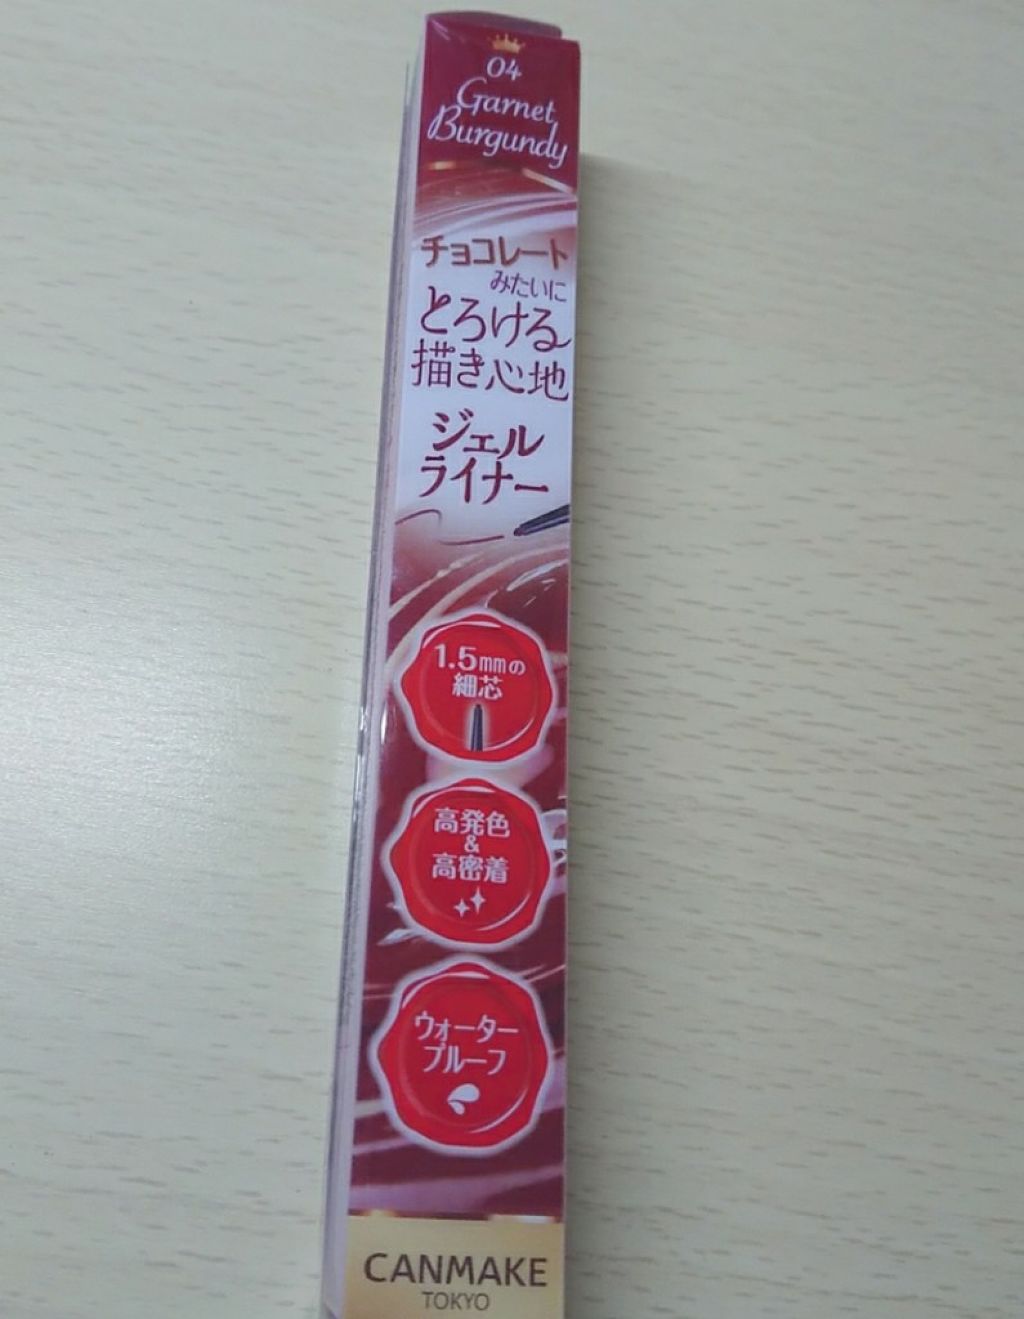 04
Garnet
Burgundy
チョコレート
みたいに
とろける
描き心地
ジェル
ライナー
1.5mmの
細芯
高発色
&
高密着
ウォーター
プルーフ
CANMAKE
TOKYO